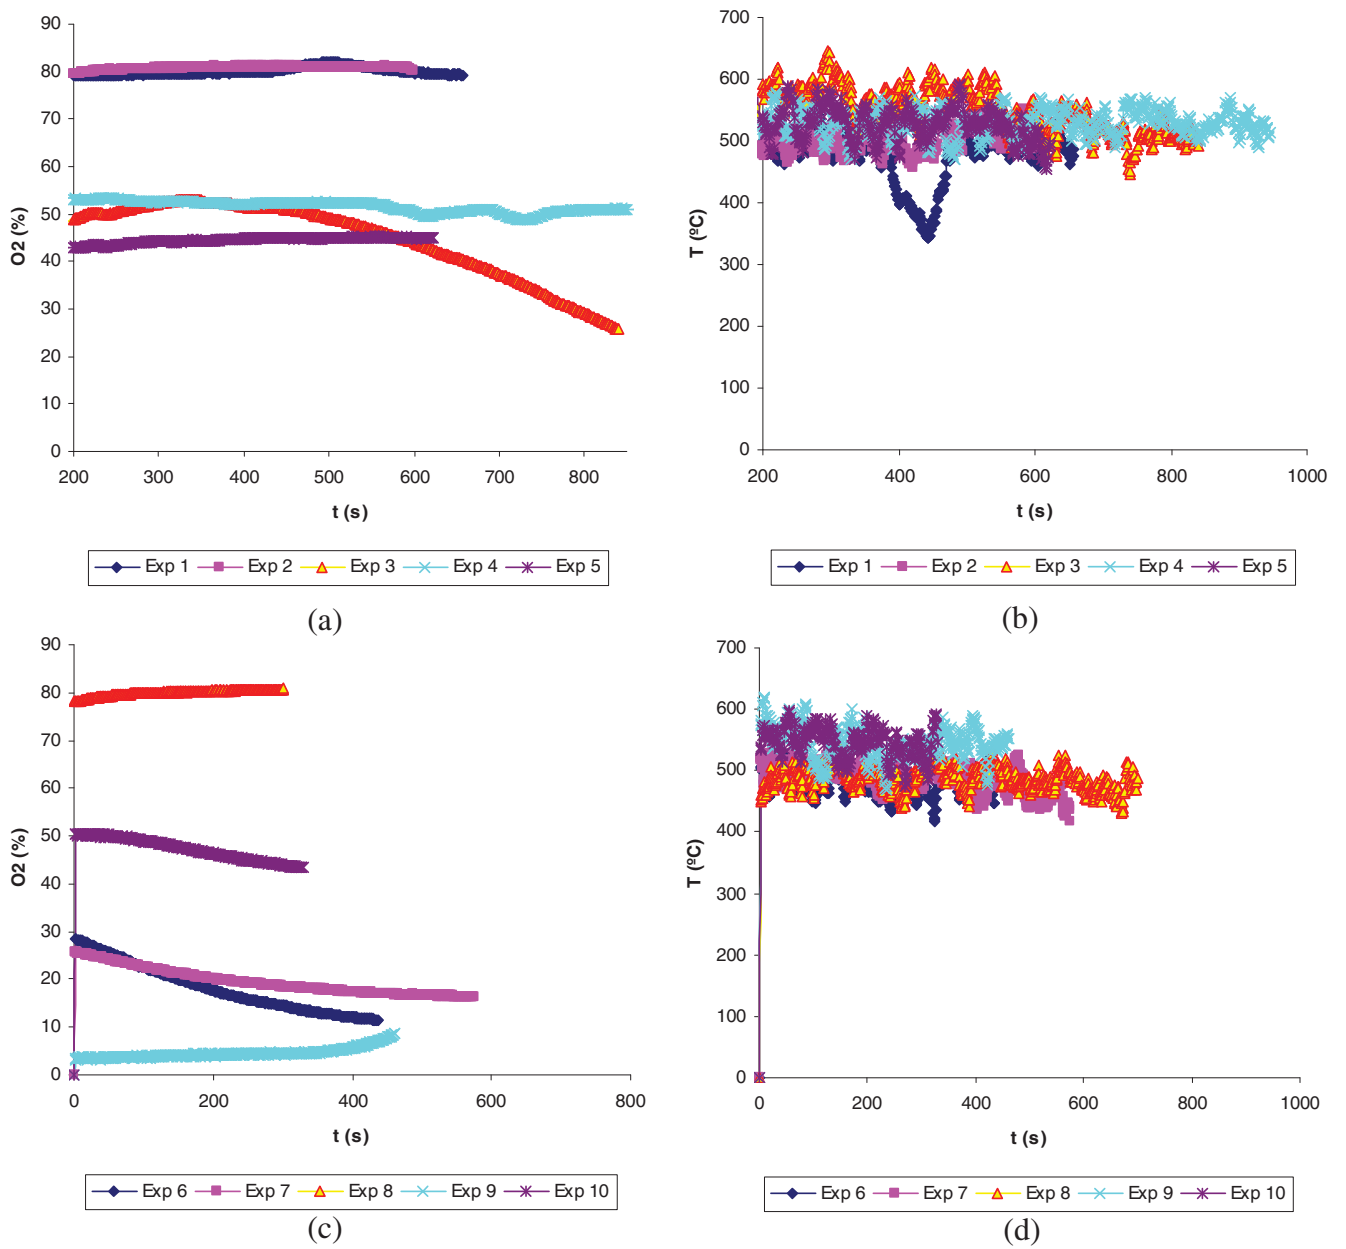 90
80
70
60
50
40
30
20
10
0
O2 (%)
200 300 400 500 600 700 800
t (s)
Exp 1 Exp 2 Exp 3 Exp 4 Exp 5
(a)
700
600
500
400
300
200
100
0
T (ºC)
200 400 600 800 1000
t (s)
Exp 1 Exp 2 Exp 3 Exp 4 Exp 5
(b)
90
80
70
60
50
40
30
20
10
0
O2 (%)
0 200 400 600 800
t (s)
Exp 6 Exp 7 Exp 8 Exp 9 Exp 10
(c)
700
600
500
400
300
200
100
0
T (ºC)
0 200 400 600 800 1000
t (s)
Exp 6 Exp 7 Exp 8 Exp 9 Exp 10
(d)